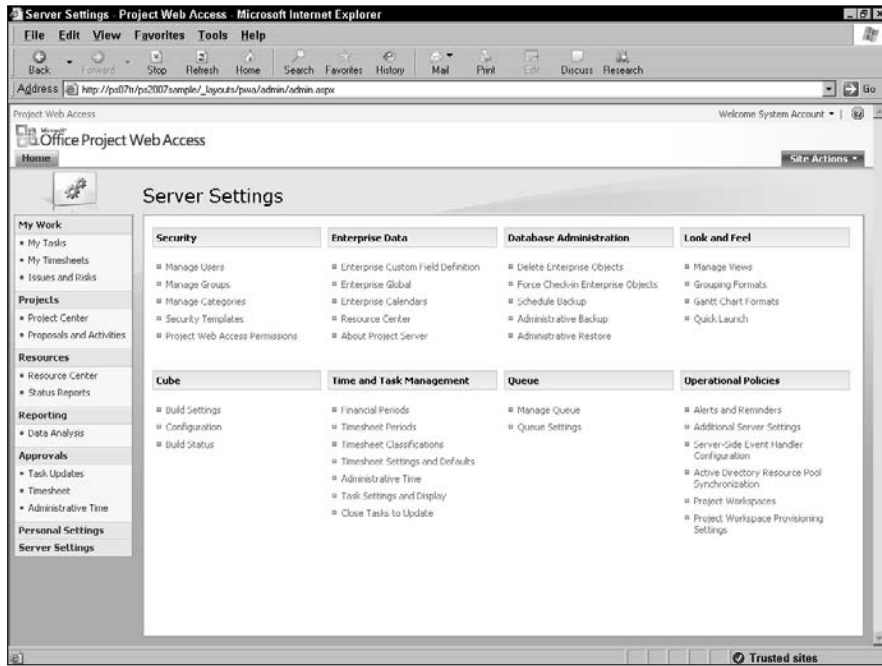 Server Settings - Project Web Access - Microsoft Internet Explorer
File Edit View Favorites Tools Help
Back Forward Stop Refresh Home Search Favorites History Mail Print Edit Discuss Research
Address http://ps07tr/ps2007sample/_layouts/pwa/admin/admin.aspx Go
Project Web Access Welcome System Account
Microsoft
Office Project Web Access
Home Site Actions
Server Settings
My Work
My Tasks
My Timesheets
Issues and Risks
Projects
Project Center
Proposals and Activities
Resources
Resource Center
Status Reports
Reporting
Data Analysis
Approvals
Task Updates
Timesheet
Administrative Time
Personal Settings
Server Settings
Security
Manage Users
Manage Groups
Manage Categories
Security Templates
Project Web Access Permissions
Enterprise Data
Enterprise Custom Field Definition
Enterprise Global
Enterprise Calendars
Resource Center
About Project Server
Database Administration
Delete Enterprise Objects
Force Check-in Enterprise Objects
Schedule Backup
Administrative Backup
Administrative Restore
Look and Feel
Manage Views
Grouping Formats
Gantt Chart Formats
Quick Launch
Cube
Build Settings
Configuration
Build Status
Time and Task Management
Financial Periods
Timesheet Periods
Timesheet Classifications
Timesheet Settings and Defaults
Administrative Time
Task Settings and Display
Close Tasks to Update
Queue
Manage Queue
Queue Settings
Operational Policies
Alerts and Reminders
Additional Server Settings
Server-Side Event Handler
Configuration
Active Directory Resource Pool
Synchronization
Project Workspaces
Project Workspace Provisioning
Settings
Trusted sites